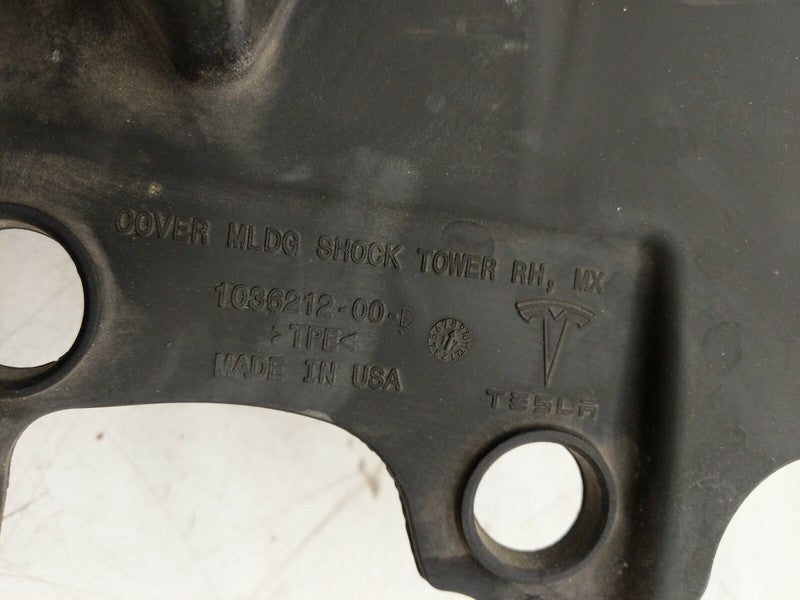 COVER MLDG SHOCK TOWER RH, MX
1036212-00-D
>TPE<
MADE IN USA
TESLA